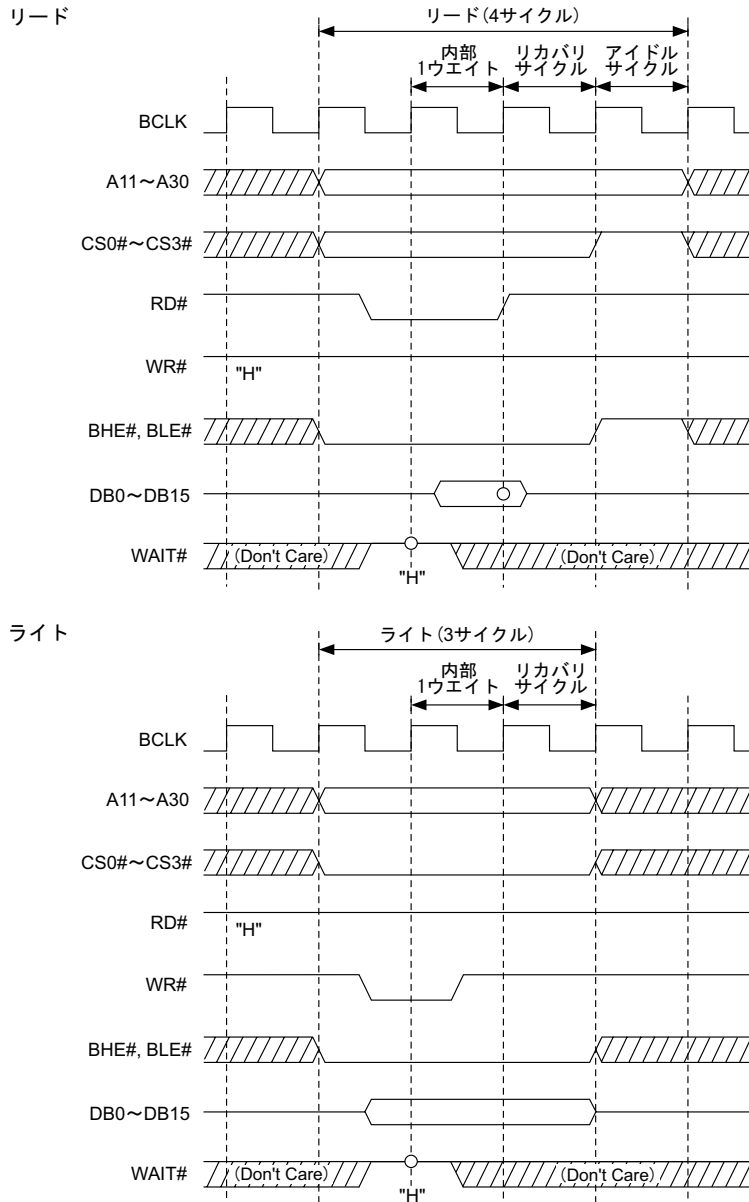 リード
リード(4サイクル)
内部 リカバリ アイドル
1ウエイト サイクル サイクル
BCLK
A11～A30
CS0#～CS3#
RD#
WR#
"H"
BHE#, BLE#
DB0～DB15
WAIT#
(Don't Care)
(Don't Care)
"H"
ライト
ライト(3サイクル)
内部 リカバリ
1ウエイト サイクル
BCLK
A11～A30
CS0#～CS3#
RD#
"H"
WR#
BHE#, BLE#
DB0～DB15
WAIT#
(Don't Care)
(Don't Care)
"H"